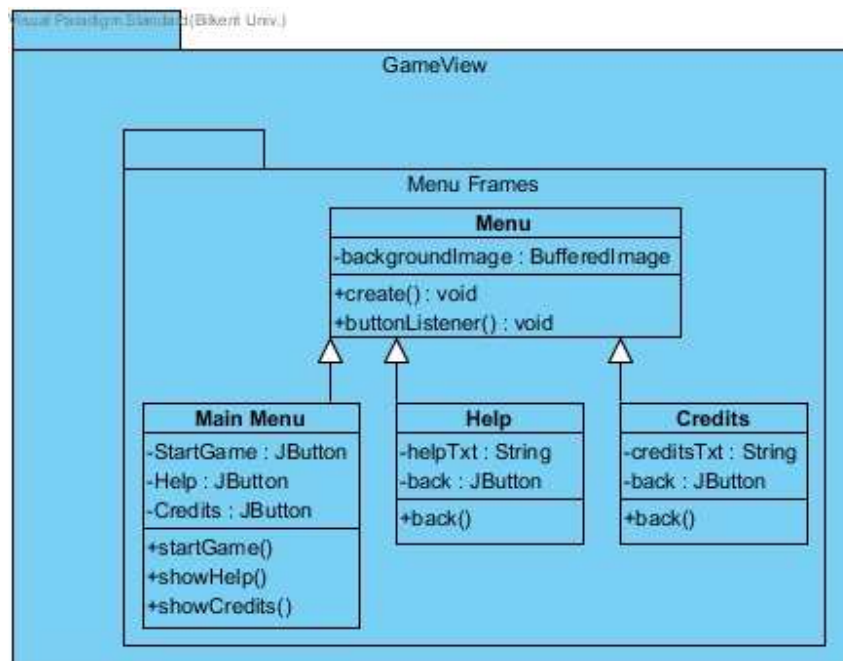 Visual Paradigm Standard(Bilkent Univ.)
GameView
Menu Frames
Menu
-backgroundImage : BufferedImage
+create() : void
+buttonListener() : void
Main Menu
-StartGame : JButton
-Help : JButton
-Credits : JButton
+startGame()
+showHelp()
+showCredits()
Help
-helpTxt : String
-back : JButton
+back()
Credits
-creditsTxt : String
-back : JButton
+back()